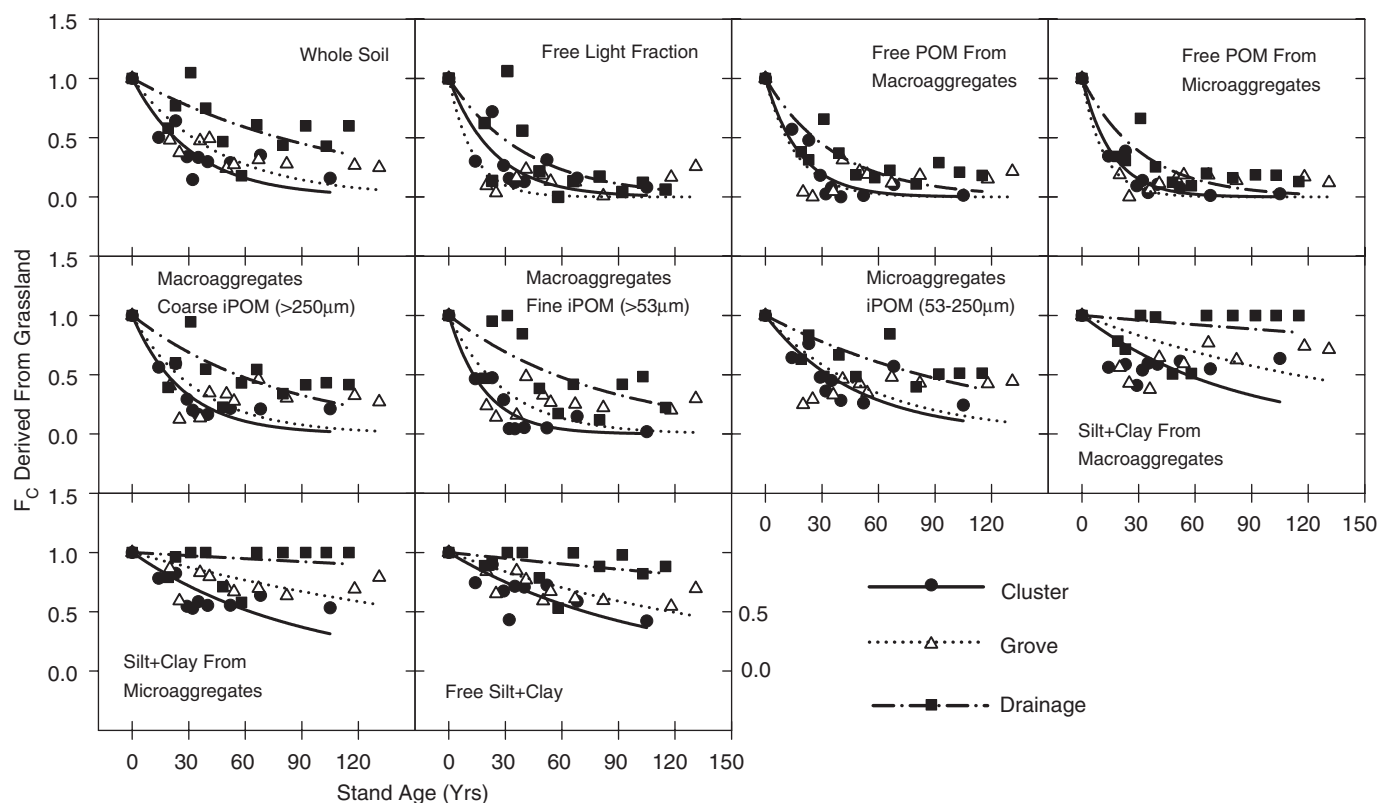 1.5
1.0
0.5
0.0
Whole Soil
Free Light Fraction
Free POM From
Macroaggregates
Free POM From
Microaggregates
F_C Derived From Grassland
1.5
1.0
0.5
0.0
Macroaggregates
Coarse iPOM (>250μm)
Macroaggregates
Fine iPOM (>53μm)
Microaggregates
iPOM (53-250μm)
Silt+Clay From
Macroaggregates
0 30 60 90 120
0 30 60 90 120 150
1.5
1.0
0.5
0.0
Silt+Clay From
Microaggregates
Free Silt+Clay
0.5
0.0
0 30 60 90 120
0 30 60 90 120 150
Stand Age (Yrs)
Cluster
Grove
Drainage